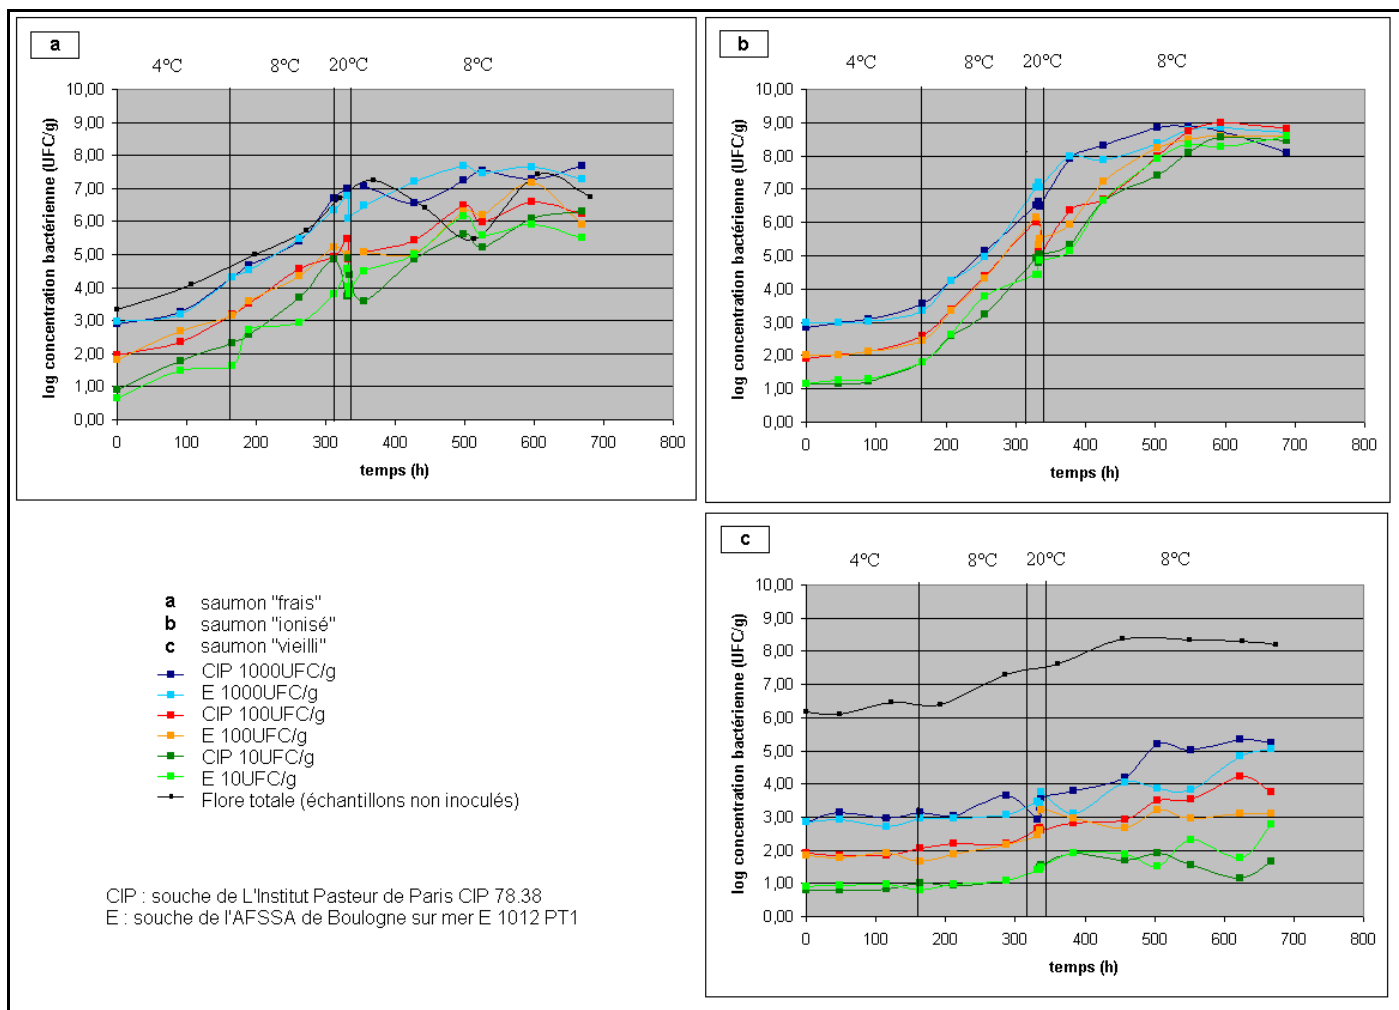 a
4°C 8°C 20°C 8°C
log concentration bactérienne (UFC/g)
10,00
9,00
8,00
7,00
6,00
5,00
4,00
3,00
2,00
1,00
0,00
0 100 200 300 400 500 600 700 800
temps (h)
b
4°C 8°C 20°C 8°C
log concentration bactérienne (UFC/g)
10,00
9,00
8,00
7,00
6,00
5,00
4,00
3,00
2,00
1,00
0,00
0 100 200 300 400 500 600 700 800
temps (h)
c
4°C 8°C 20°C 8°C
log concentration bactérienne (UFC/g)
10,00
9,00
8,00
7,00
6,00
5,00
4,00
3,00
2,00
1,00
0,00
0 100 200 300 400 500 600 700 800
temps (h)
a saumon "frais"
b saumon "ionisé"
c saumon "vieilli"
CIP 1000UFC/g
E 1000UFC/g
CIP 100UFC/g
E 100UFC/g
CIP 10UFC/g
E 10UFC/g
Flore totale (échantillons non inoculés)
CIP : souche de L'Institut Pasteur de Paris CIP 78.38
E : souche de l'AFSSA de Boulogne sur mer E 1012 PT1